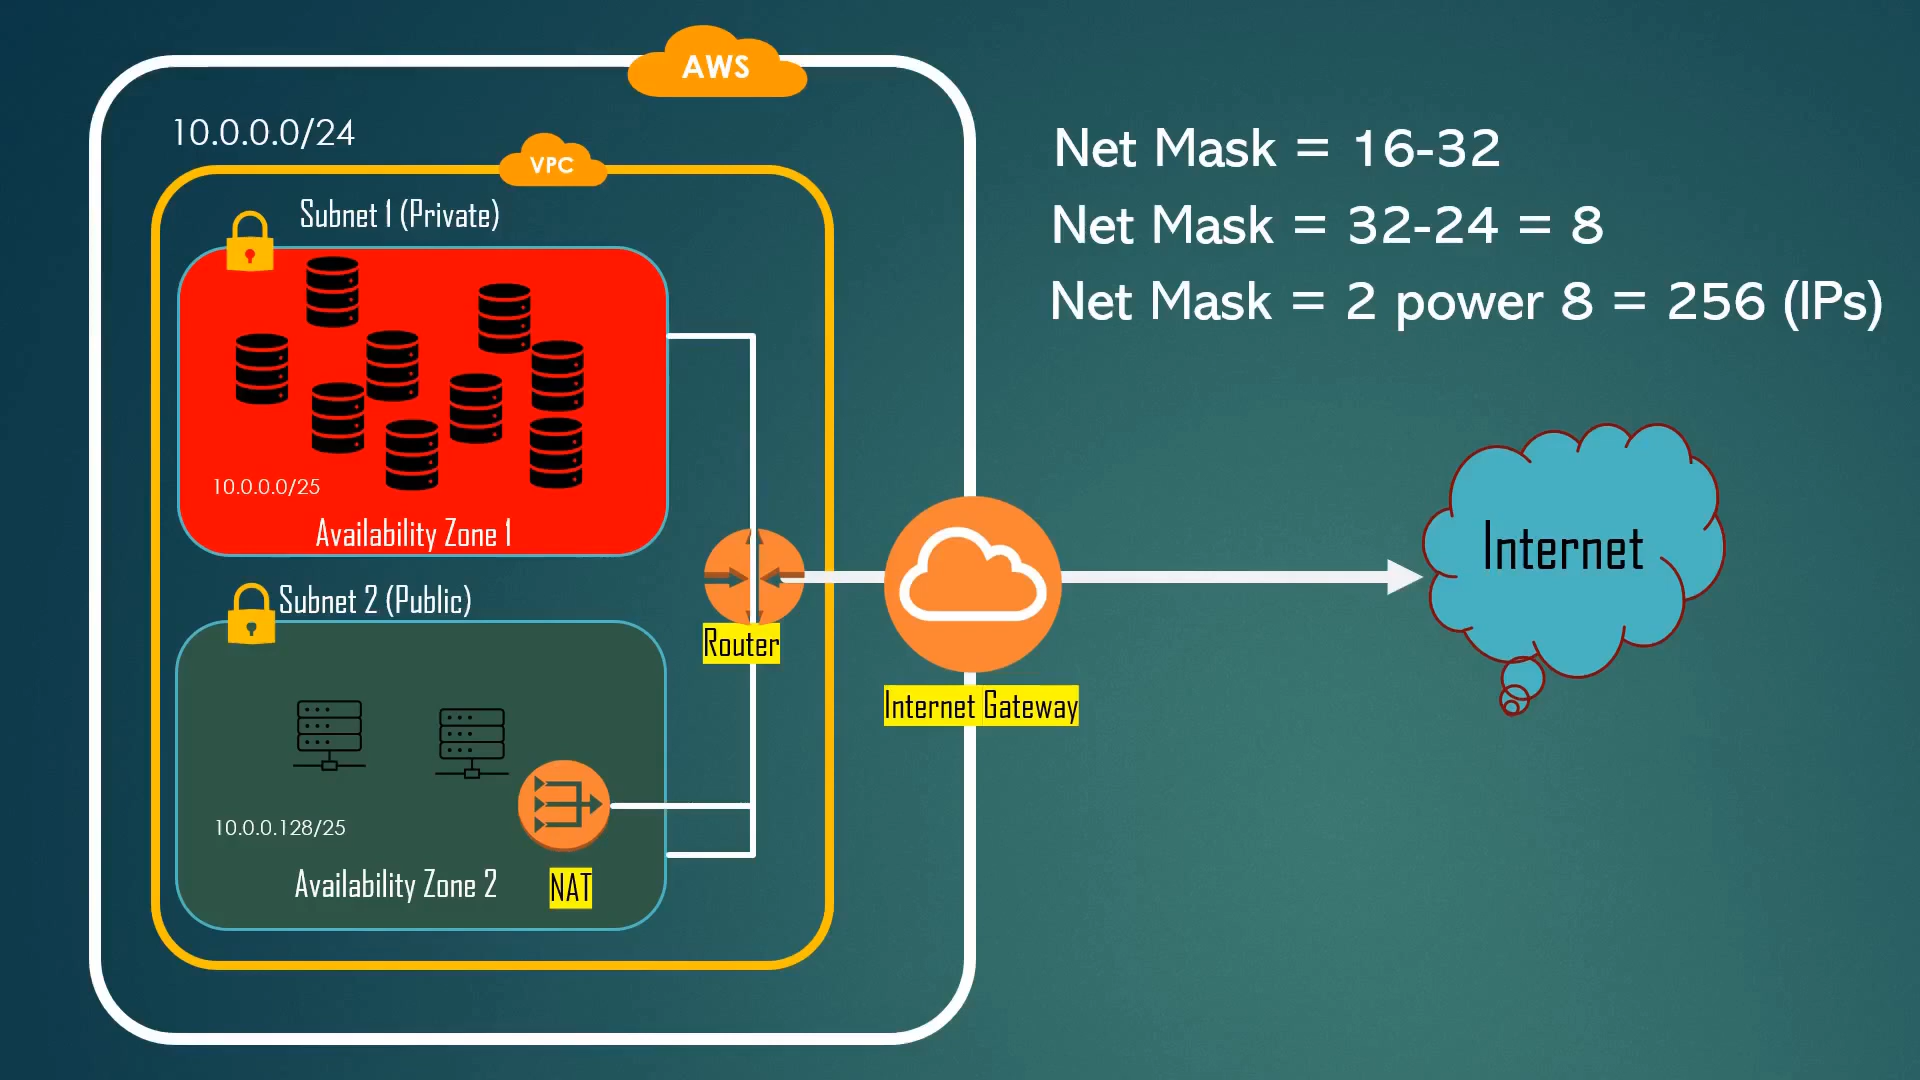 AWS
10.0.0.0/24
VPC
Subnet 1 (Private)
10.0.0.0/25
Availability Zone 1
Subnet 2 (Public)
10.0.0.128/25
Availability Zone 2
NAT
Router
Internet Gateway
Net Mask = 16-32
Net Mask = 32-24 = 8
Net Mask = 2 power 8 = 256 (IPs)
Internet